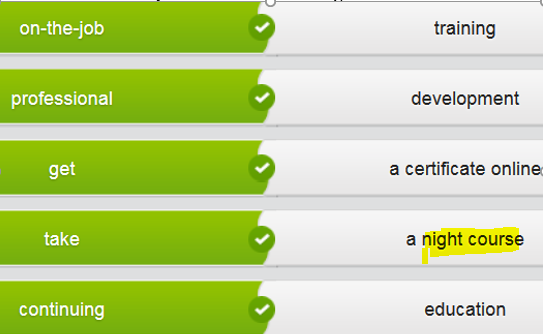 on-the-job training
professional development
get a certificate online
take a night course
continuing education